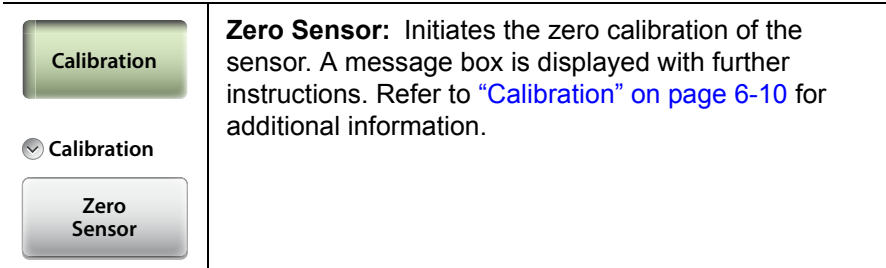 Calibration
Calibration
Zero
Sensor
Zero Sensor: Initiates the zero calibration of the
sensor. A message box is displayed with further
instructions. Refer to “Calibration” on page 6-10 for
additional information.